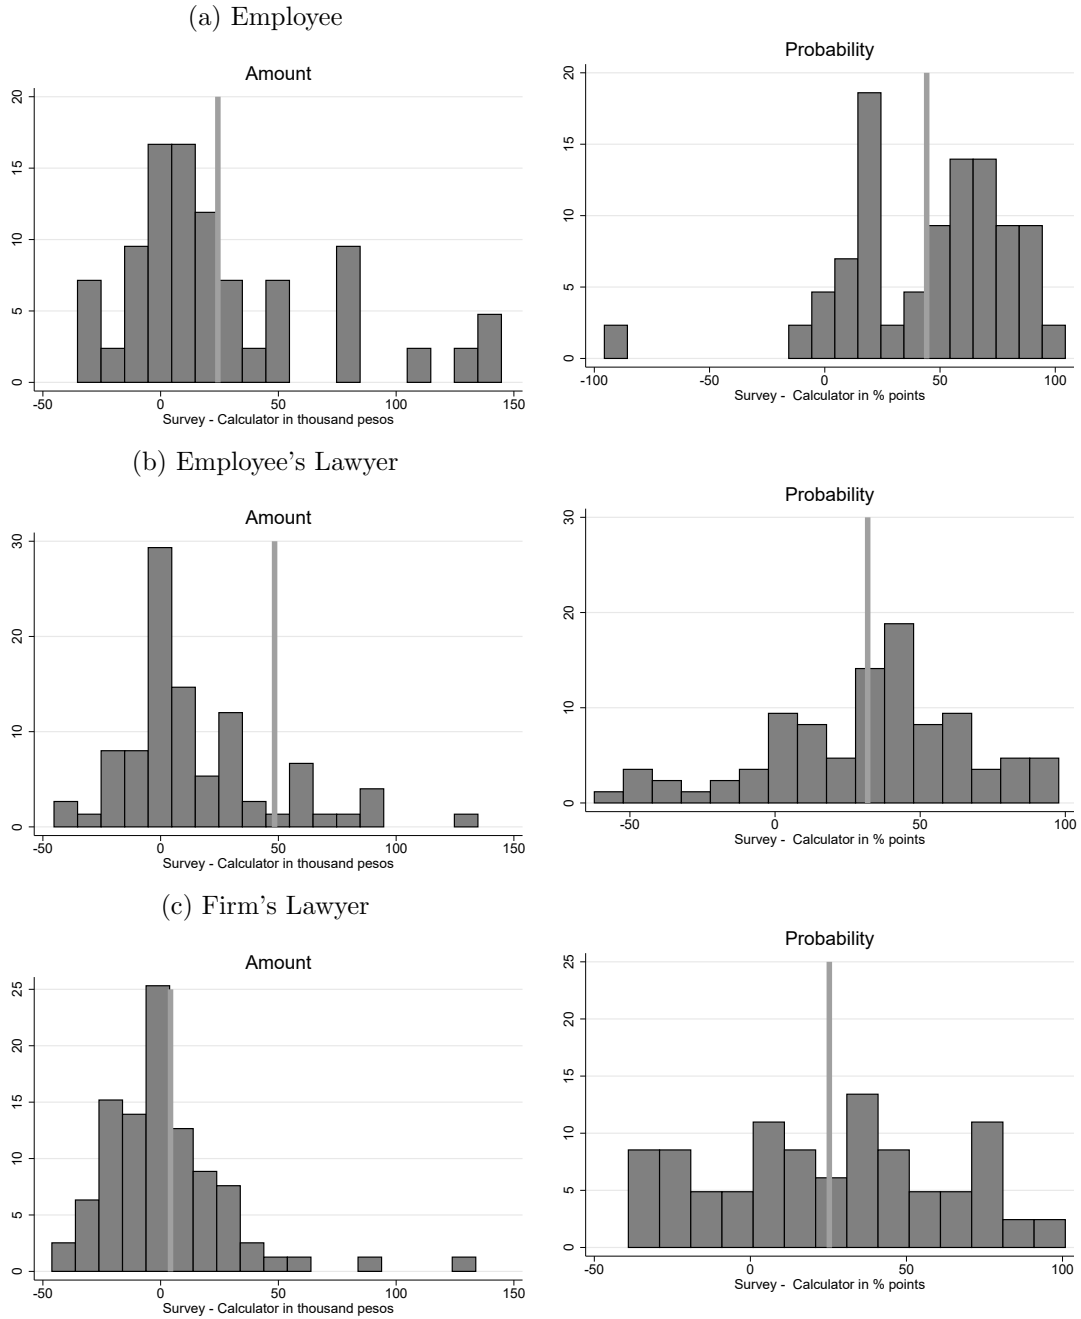 (a) Employee
Amount
20
15
10
5
0
-50 0 50 100 150
Survey - Calculator in thousand pesos
Probability
20
15
10
5
0
-100 -50 0 50 100
Survey - Calculator in % points
(b) Employee's Lawyer
Amount
30
20
10
0
-50 0 50 100 150
Survey - Calculator in thousand pesos
Probability
30
20
10
0
-50 0 50 100
Survey - Calculator in % points
(c) Firm's Lawyer
Amount
25
20
15
10
5
0
-50 0 50 100 150
Survey - Calculator in thousand pesos
Probability
25
20
15
10
5
0
-50 0 50 100
Survey - Calculator in % points